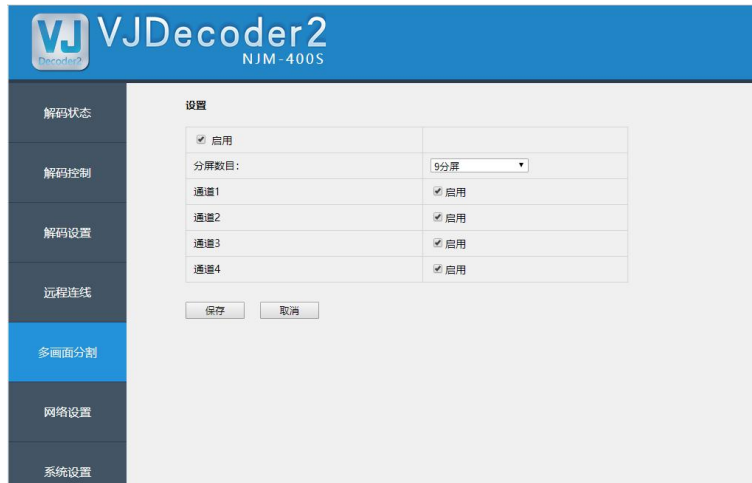 VJ
Decoder2
VJDecoder2
NJM-400S
解码状态
解码控制
解码设置
远程连线
多画面分割
网络设置
系统设置
设置
启用
分屏数目: 9分屏
通道1 启用
通道2 启用
通道3 启用
通道4 启用
保存 取消